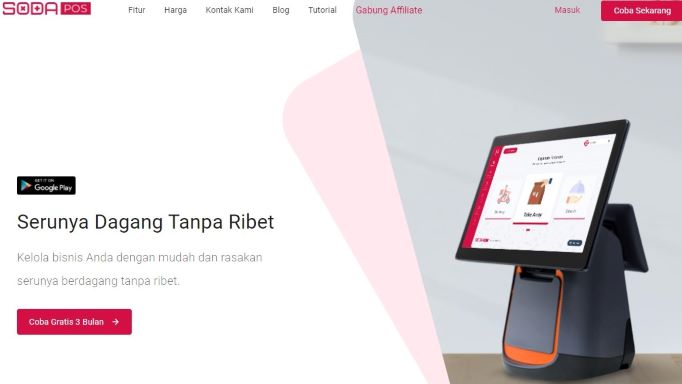 SODA POS
Fitur
Harga
Kontak Kami
Blog
Tutorial
Gabung Affiliate
Masuk
Coba Sekarang
GET IT ON
Google Play
Serunya Dagang Tanpa Ribet
Kelola bisnis Anda dengan mudah dan rasakan
serunya berdagang tanpa ribet.
Coba Gratis 3 Bulan
Take Away